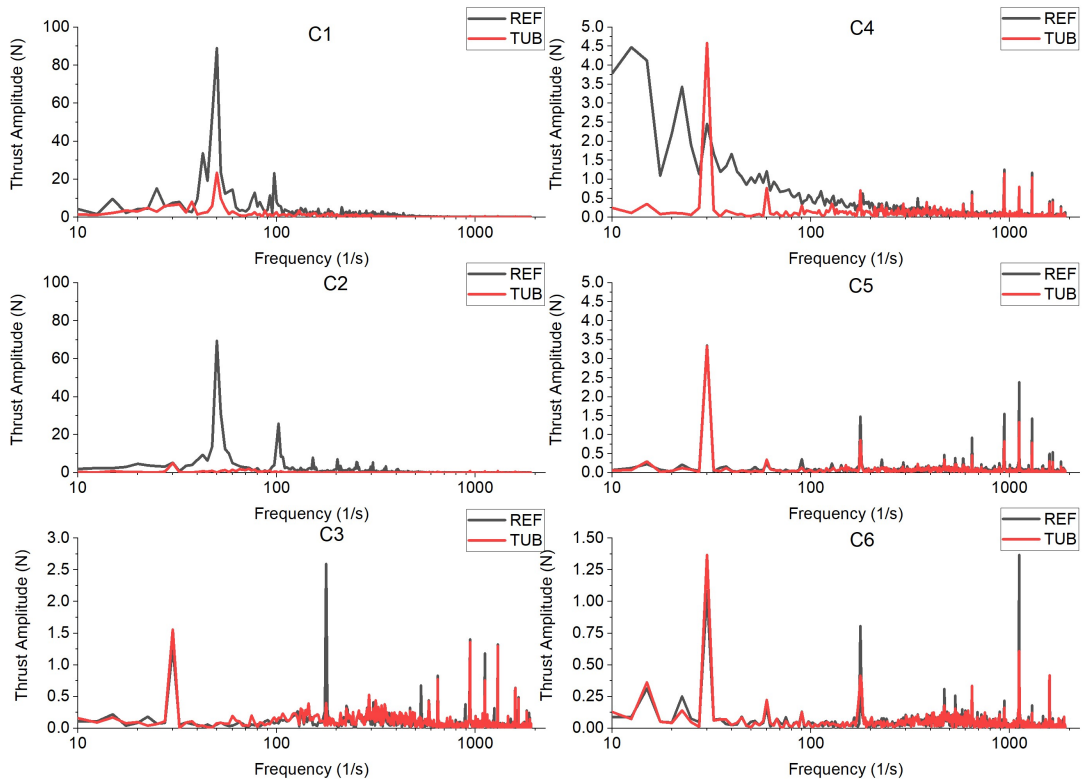 C1
REF
TUB
Thrust Amplitude (N)
100
80
60
40
20
0
10
100
1000
Frequency (1/s)
C4
REF
TUB
Thrust Amplitude (N)
5.0
4.5
4.0
3.5
3.0
2.5
2.0
1.5
1.0
0.5
0.0
10
100
1000
Frequency (1/s)
C2
REF
TUB
Thrust Amplitude (N)
100
80
60
40
20
0
10
100
1000
Frequency (1/s)
C5
REF
TUB
Thrust Amplitude (N)
5.0
4.5
4.0
3.5
3.0
2.5
2.0
1.5
1.0
0.5
0.0
10
100
1000
Frequency (1/s)
C3
REF
TUB
Thrust Amplitude (N)
3.0
2.5
2.0
1.5
1.0
0.5
0.0
10
100
1000
Frequency (1/s)
C6
REF
TUB
Thrust Amplitude (N)
1.50
1.25
1.00
0.75
0.50
0.25
0.00
10
100
1000
Frequency (1/s)